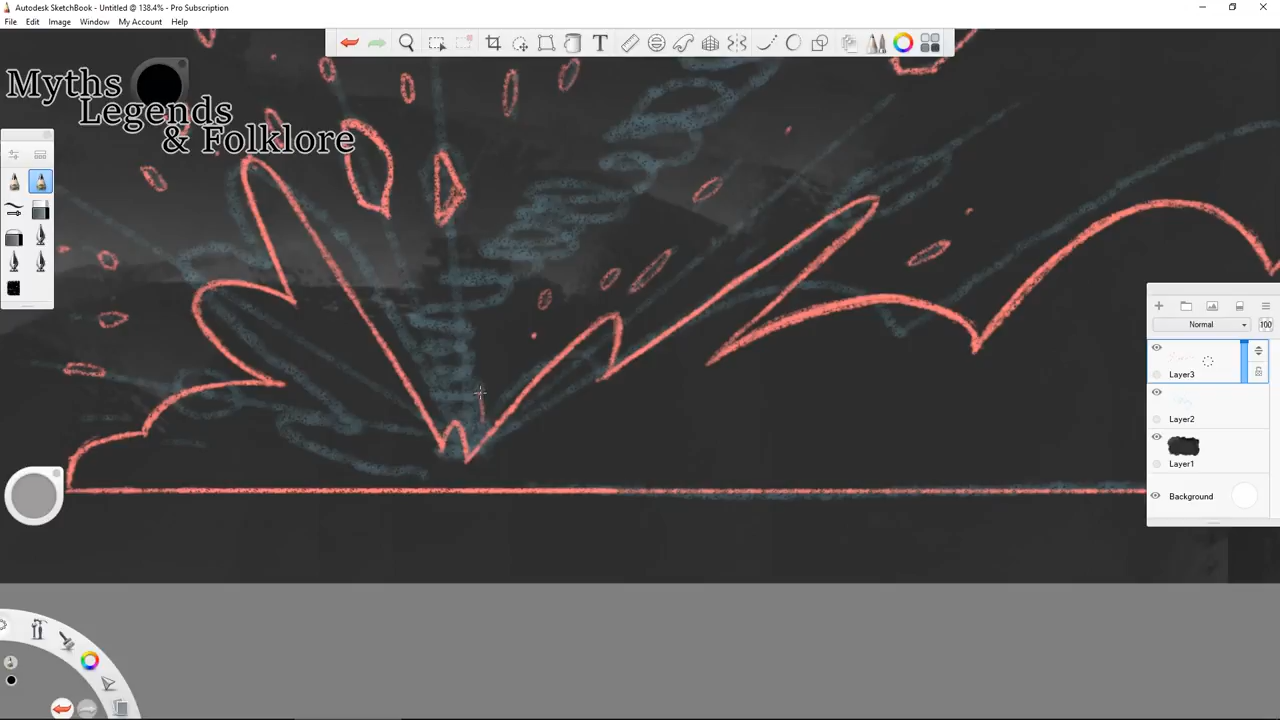 Autodesk SketchBook - Untitled @ 138.4% - Pro Subscription
File Edit Image Window My Account Help
Myths
Legends
& Folklore
T
Normal 100
Layer3
Layer2
Layer1
Background